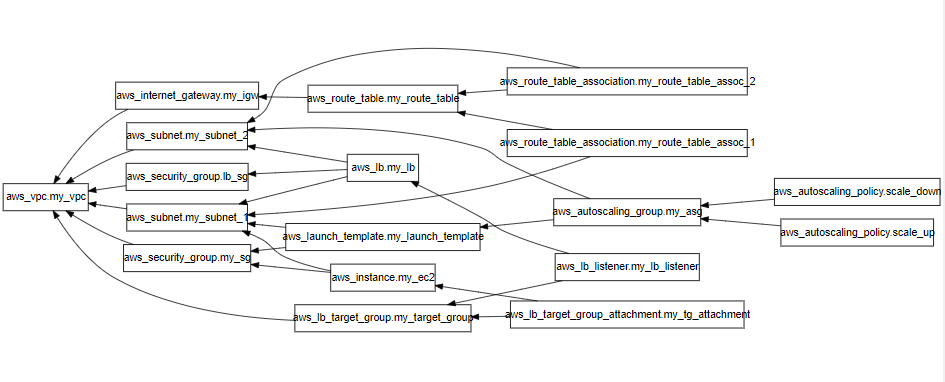 aws_route_table_association.my_route_table_assoc_2
aws_internet_gateway.my_igw
aws_route_table.my_route_table
aws_subnet.my_subnet_2
aws_route_table_association.my_route_table_assoc_1
aws_lb.my_lb
aws_security_group.lb_sg
aws_vpc.my_vpc
aws_autoscaling_policy.scale_down
aws_subnet.my_subnet_1
aws_autoscaling_group.my_asg
aws_launch_template.my_launch_template
aws_autoscaling_policy.scale_up
aws_security_group.my_sg
aws_lb_listener.my_lb_listener
aws_instance.my_ec2
aws_lb_target_group.my_target_group
aws_lb_target_group_attachment.my_tg_attachment